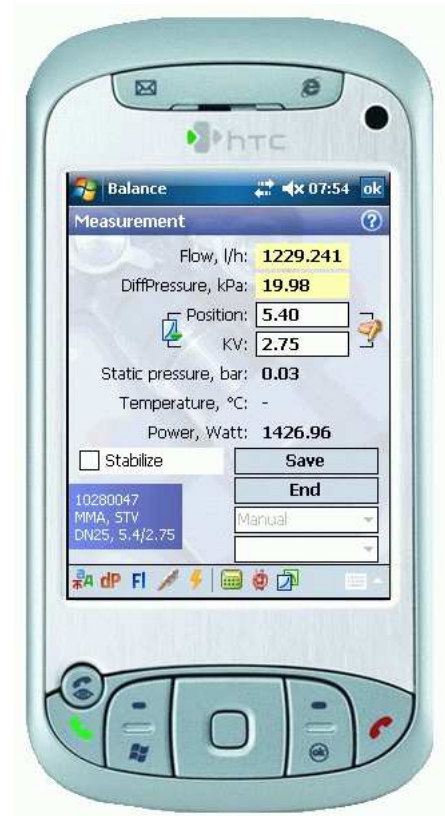 htc
Balance 07:54 ok
Measurement ?
Flow, l/h: 1229.241
DiffPressure, kPa: 19.98
Position: 5.40
KV: 2.75
Static pressure, bar: 0.03
Temperature, °C: -
Power, Watt: 1426.96
Stabilize Save
End
10280047
MMA, STV
DN25, 5.4/2.75
Manual
dP Fl
ok